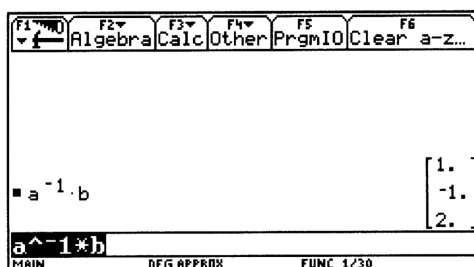 F1 F2 F3 F4 F5 F6
Algebra Calc Other PrgmIO Clear a-z…
a⁻¹·b
[1.
-1.
2.]
a^-1*b
MAIN DEG APPROX FUNC 1/30